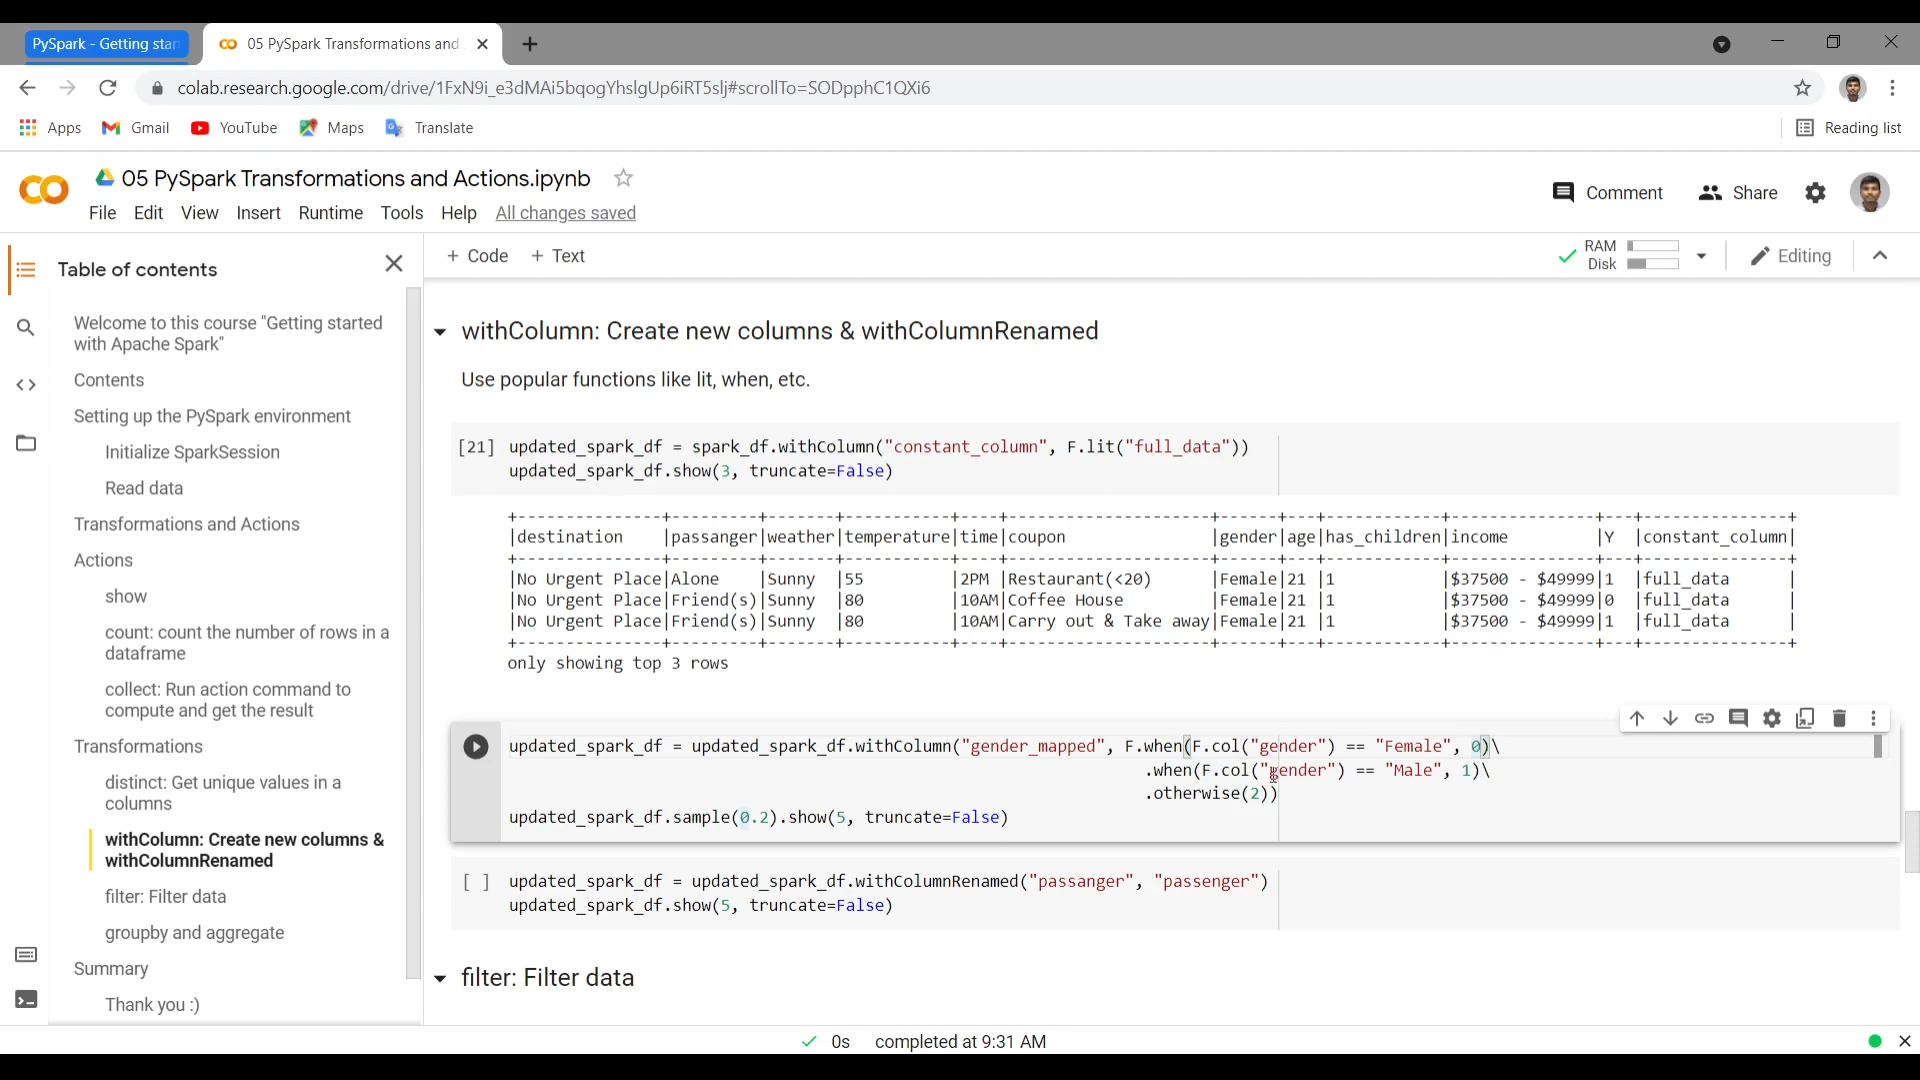 PySpark - Getting star
05 PySpark Transformations and
colab.research.google.com/drive/1FxN9i_e3dMAi5bqogYhslgUp6iRT5slj#scrollTo=SODpphC1QXi6
Apps Gmail YouTube Maps Translate Reading list
05 PySpark Transformations and Actions.ipynb
Comment Share
File Edit View Insert Runtime Tools Help All changes saved
Table of contents
+ Code + Text
RAM
Disk
Editing
Welcome to this course "Getting started
with Apache Spark"
Contents
Setting up the PySpark environment
Initialize SparkSession
Read data
Transformations and Actions
Actions
show
count: count the number of rows in a
dataframe
collect: Run action command to
compute and get the result
Transformations
distinct: Get unique values in a
columns
withColumn: Create new columns &
withColumnRenamed
filter: Filter data
groupby and aggregate
Summary
Thank you :)
withColumn: Create new columns & withColumnRenamed
Use popular functions like lit, when, etc.
[21] updated_spark_df = spark_df.withColumn("constant_column", F.lit("full_data"))
updated_spark_df.show(3, truncate=False)
+---------------+---------+-------+-----------+----+---------------------+------+---+------------+---------------+---+---------------+
|destination    |passanger|weather|temperature|time|coupon               |gender|age|has_children|income         |Y  |constant_column|
+---------------+---------+-------+-----------+----+---------------------+------+---+------------+---------------+---+---------------+
|No Urgent Place|Alone    |Sunny  |55         |2PM |Restaurant(<20)      |Female|21 |1           |$37500 - $49999|1  |full_data      |
|No Urgent Place|Friend(s)|Sunny  |80         |10AM|Coffee House         |Female|21 |1           |$37500 - $49999|0  |full_data      |
|No Urgent Place|Friend(s)|Sunny  |80         |10AM|Carry out & Take away|Female|21 |1           |$37500 - $49999|1  |full_data      |
+---------------+---------+-------+-----------+----+---------------------+------+---+------------+---------------+---+---------------+
only showing top 3 rows
updated_spark_df = updated_spark_df.withColumn("gender_mapped", F.when(F.col("gender") == "Female", 0)\
.when(F.col("gender") == "Male", 1)\
.otherwise(2))
updated_spark_df.sample(0.2).show(5, truncate=False)
[ ] updated_spark_df = updated_spark_df.withColumnRenamed("passanger", "passenger")
updated_spark_df.show(5, truncate=False)
filter: Filter data
0s completed at 9:31 AM